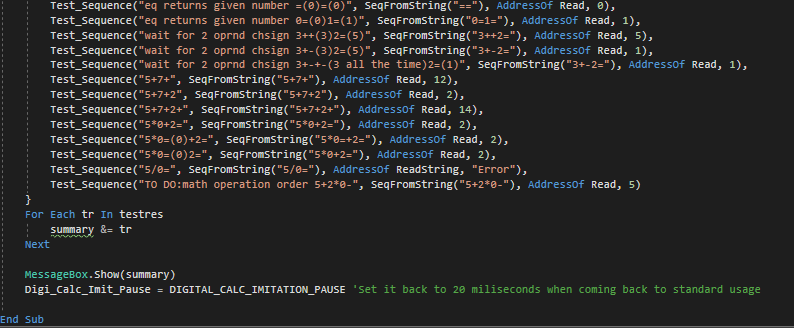 Test_Sequence("eq returns given number =(0)=(0)", SeqFromString("=="), AddressOf Read, 0),
Test_Sequence("eq returns given number 0=(0)1=(1)", SeqFromString("0=1="), AddressOf Read, 1),
Test_Sequence("wait for 2 oprnd chsign 3++(3)2=(5)", SeqFromString("3++2="), AddressOf Read, 5),
Test_Sequence("wait for 2 oprnd chsign 3+-(3)2=(5)", SeqFromString("3+-2="), AddressOf Read, 1),
Test_Sequence("wait for 2 oprnd chsign 3+-+-(3 all the time)2=(1)", SeqFromString("3+-2="), AddressOf Read, 1),
Test_Sequence("5+7+", SeqFromString("5+7+"), AddressOf Read, 12),
Test_Sequence("5+7+2", SeqFromString("5+7+2"), AddressOf Read, 2),
Test_Sequence("5+7+2+", SeqFromString("5+7+2+"), AddressOf Read, 14),
Test_Sequence("5*0+2=", SeqFromString("5*0+2="), AddressOf Read, 2),
Test_Sequence("5*0=(0)+2=", SeqFromString("5*0=+2="), AddressOf Read, 2),
Test_Sequence("5*0=(0)2=", SeqFromString("5*0+2="), AddressOf Read, 2),
Test_Sequence("5/0=", SeqFromString("5/0="), AddressOf ReadString, "Error"),
Test_Sequence("TO DO:math operation order 5+2*0-", SeqFromString("5+2*0-"), AddressOf Read, 5)
}
For Each tr In testres
summary &= tr
Next
MessageBox.Show(summary)
Digi_Calc_Imit_Pause = DIGITAL_CALC_IMITATION_PAUSE 'Set it back to 20 miliseconds when coming back to standard usage
End Sub